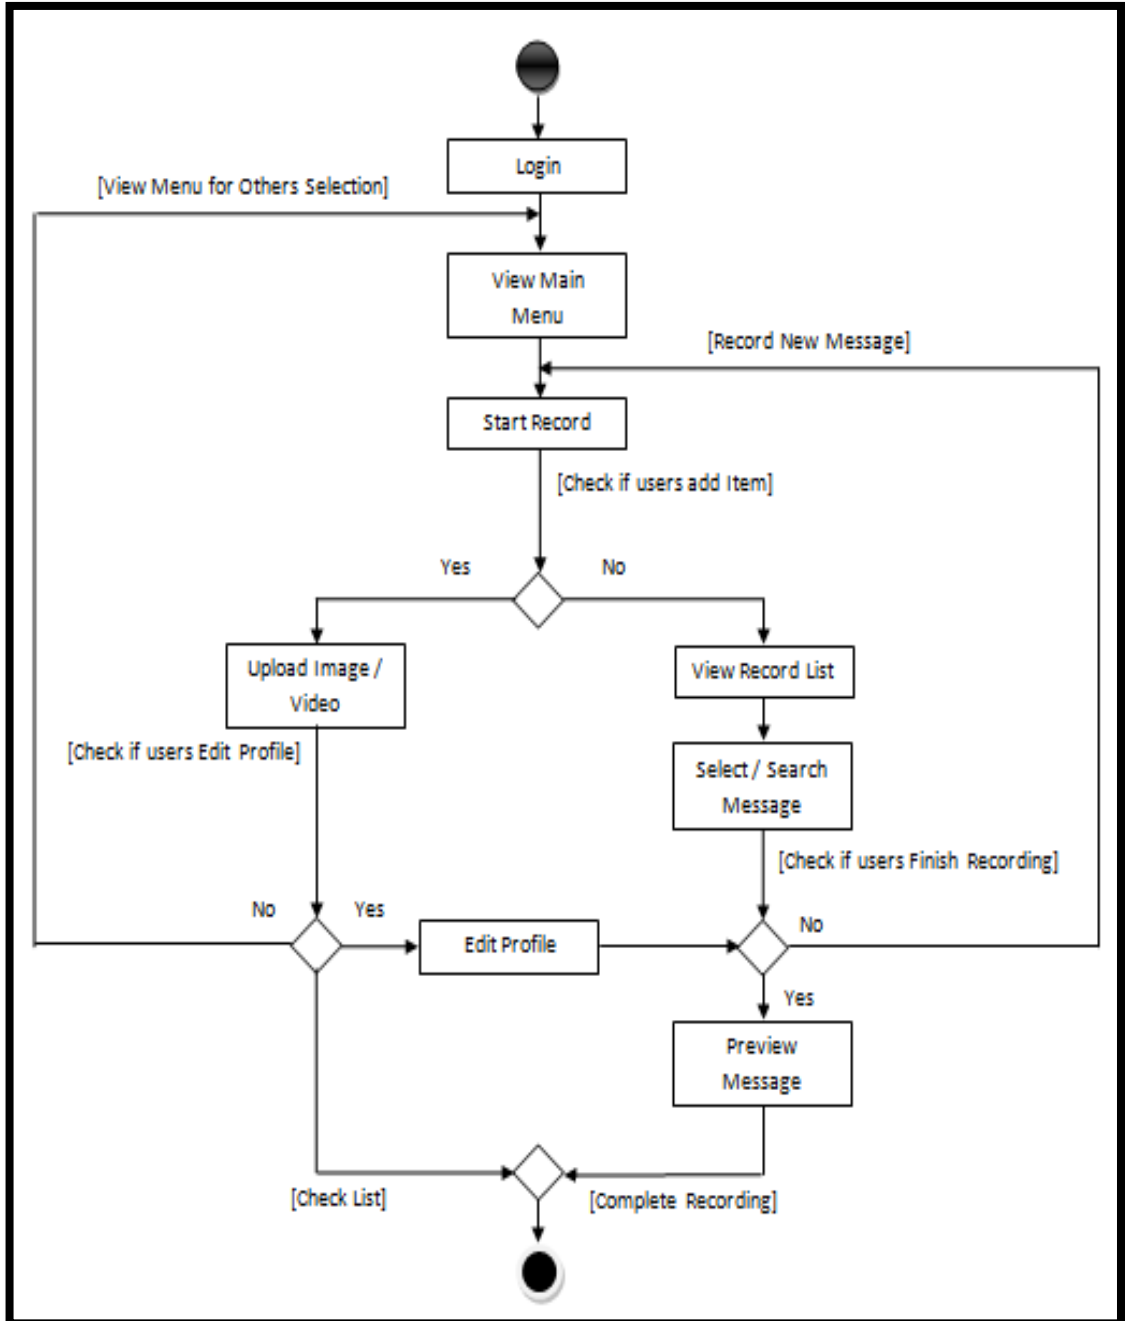 Login
[View Menu for Others Selection]
View Main
Menu
[Record New Message]
Start Record
[Check if users add Item]
Yes
No
Upload Image /
Video
View Record List
[Check if users Edit Profile]
Select / Search
Message
[Check if users Finish Recording]
No
Yes
Edit Profile
No
Yes
Preview
Message
[Check List]
[Complete Recording]